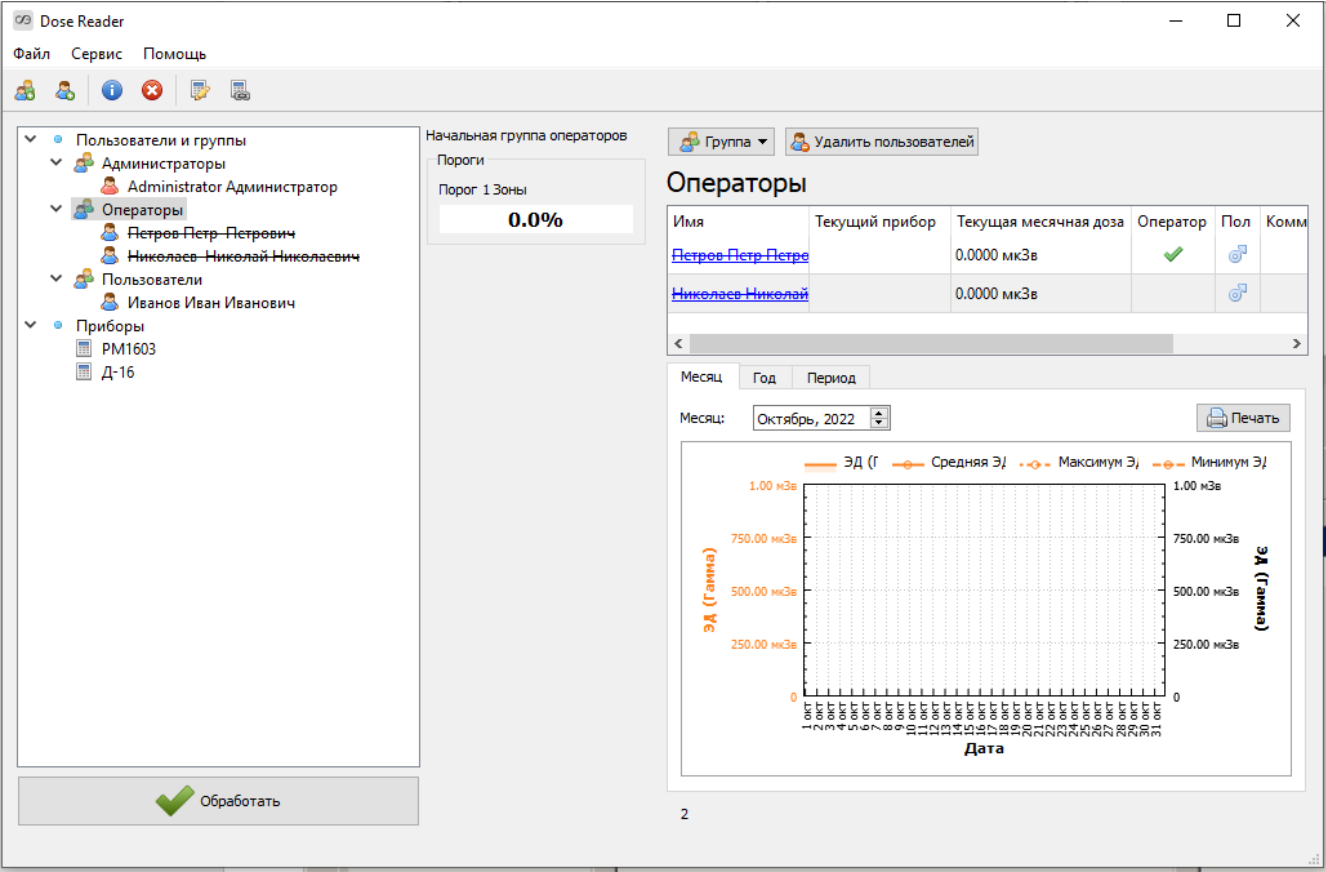 Dose Reader
Файл Сервис Помощь
Пользователи и группы
Администраторы
Administrator Администратор
Операторы
Петров Петр Петрович
Николаев Николай Николаевич
Пользователи
Иванов Иван Иванович
Приборы
РМ1603
Д-16
Обработать
Начальная группа операторов
Пороги
Порог 1 Зоны
0.0%
Группа Удалить пользователей
Операторы
Имя Текущий прибор Текущая месячная доза Оператор Пол Комм
Петров Петр Петро 0.0000 мкЗв
Николаев Николай 0.0000 мкЗв
Месяц Год Период
Месяц: Октябрь, 2022 Печать
ЭД (Г Средняя ЭД Максимум ЭД Минимум ЭД
1.00 мЗв
750.00 мкЗв
500.00 мкЗв
250.00 мкЗв
0
ЭД (Гамма)
1.00 мЗв
750.00 мкЗв
500.00 мкЗв
250.00 мкЗв
0
ЭД (Гамма)
1 окт
2 окт
3 окт
4 окт
5 окт
6 окт
7 окт
8 окт
9 окт
10 окт
11 окт
12 окт
13 окт
14 окт
15 окт
16 окт
17 окт
18 окт
19 окт
20 окт
21 окт
22 окт
23 окт
24 окт
25 окт
26 окт
27 окт
28 окт
29 окт
30 окт
31 окт
Дата
2